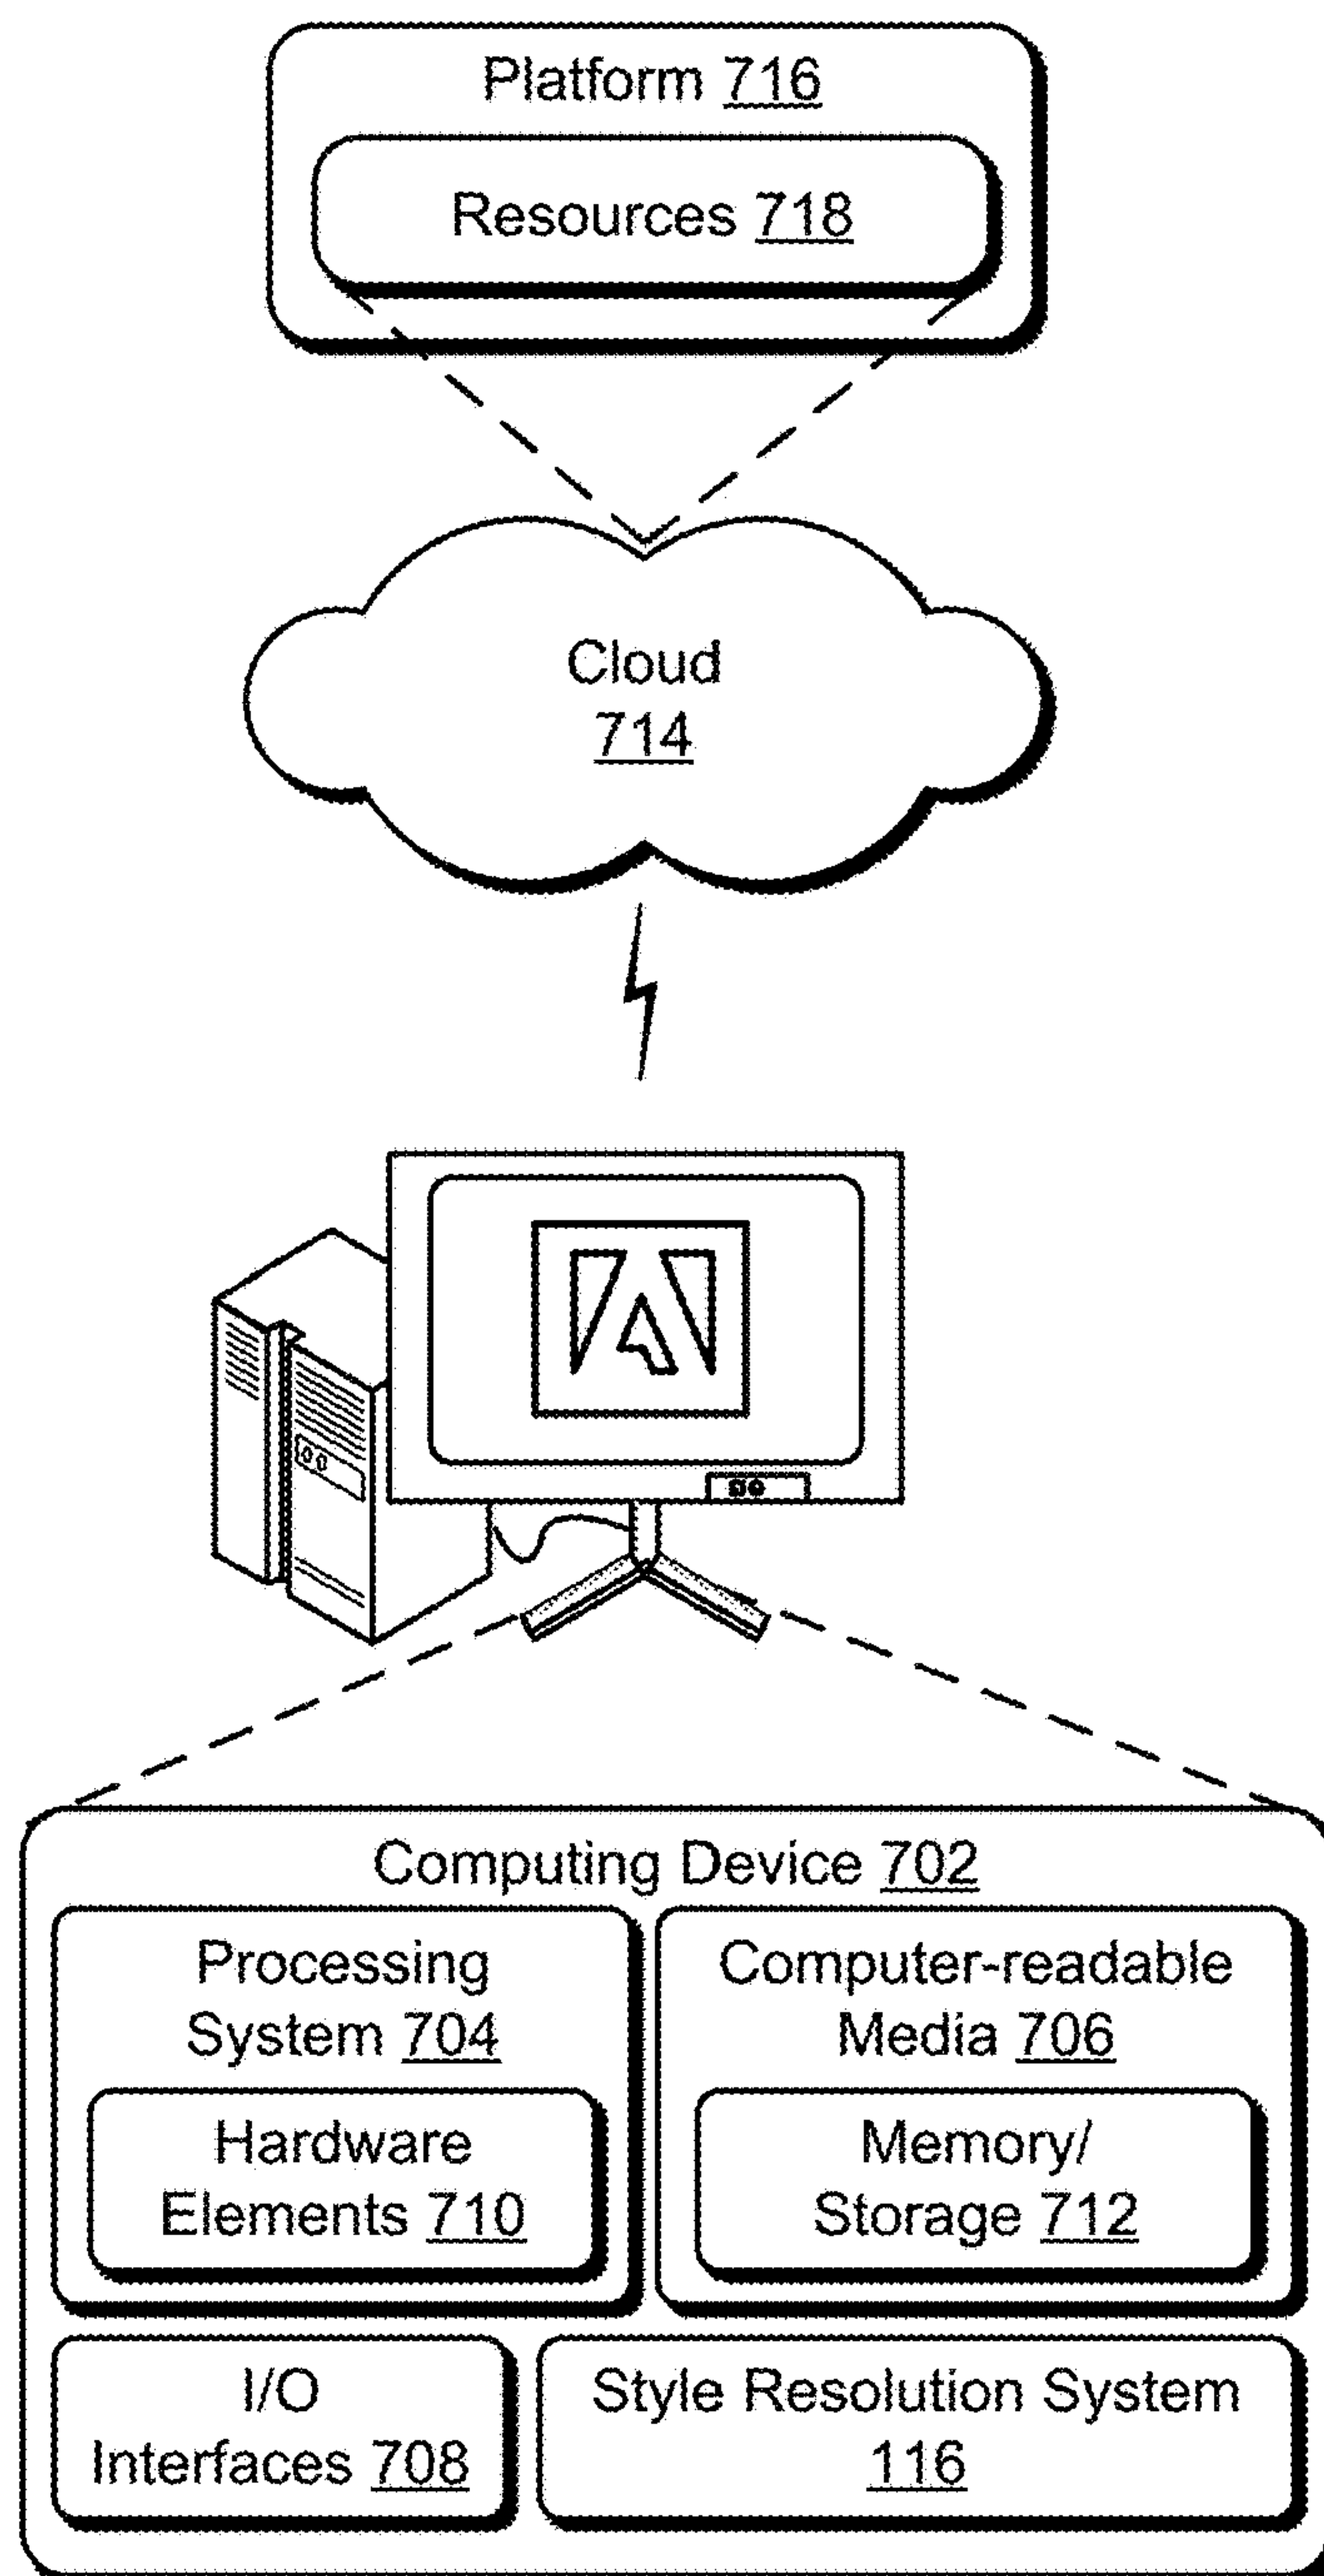 Platform 716
Resources 718
Cloud
714
Computing Device 702
Processing
System 704
Hardware
Elements 710
Computer-readable
Media 706
Memory/
Storage 712
I/O
Interfaces 708
Style Resolution System
116